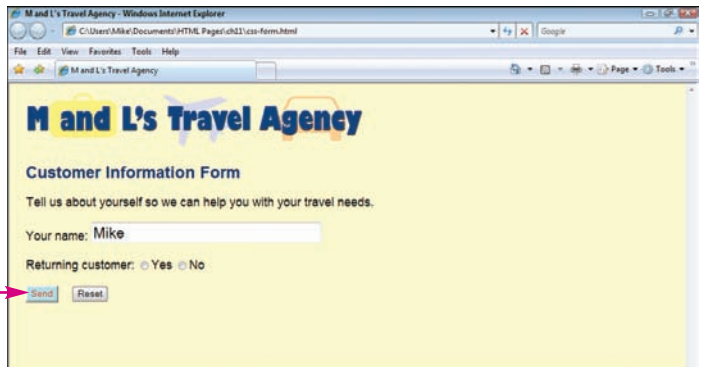 M and L's Travel Agency - Windows Internet Explorer
C:\Users\Mike\Documents\HTML Pages\ch11\css-form.html
Google
File Edit View Favorites Tools Help
M and L's Travel Agency
Page Tools
M and L's Travel Agency
Customer Information Form
Tell us about yourself so we can help you with your travel needs.
Your name: Mike
Returning customer: Yes No
Send Reset